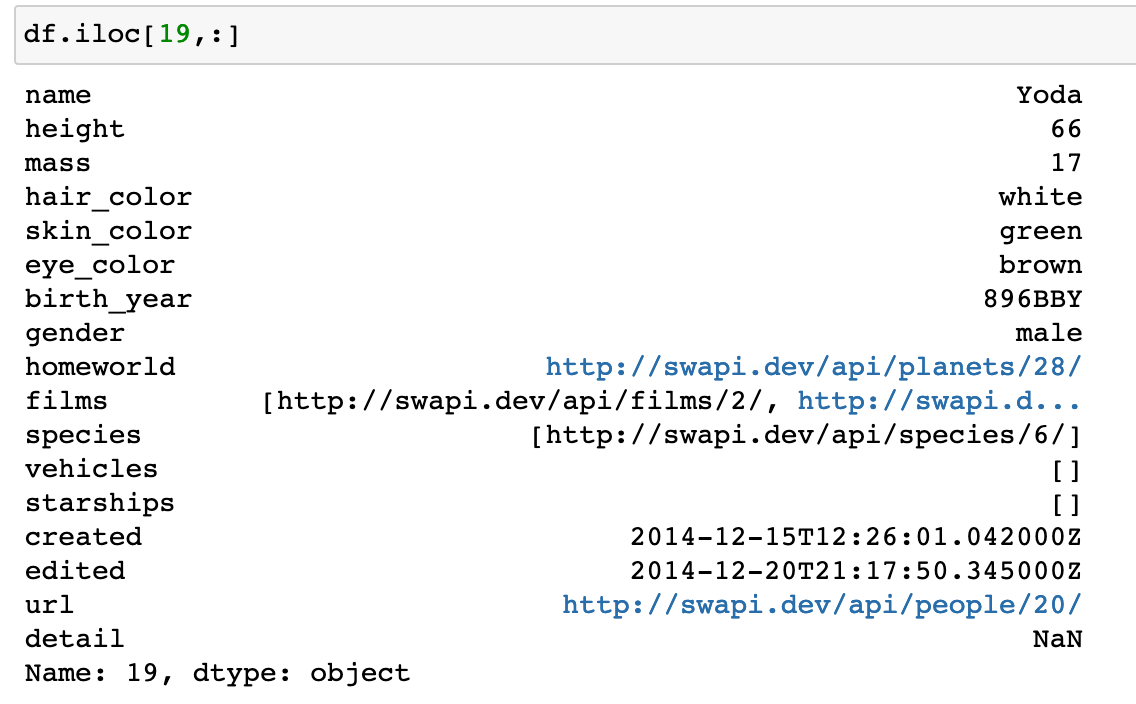 df.iloc[19,:]
name Yoda
height 66
mass 17
hair_color white
skin_color green
eye_color brown
birth_year 896BBY
gender male
homeworld http://swapi.dev/api/planets/28/
films [http://swapi.dev/api/films/2/, http://swapi.d...
species [http://swapi.dev/api/species/6/]
vehicles []
starships []
created 2014-12-15T12:26:01.042000Z
edited 2014-12-20T21:17:50.345000Z
url http://swapi.dev/api/people/20/
detail NaN
Name: 19, dtype: object